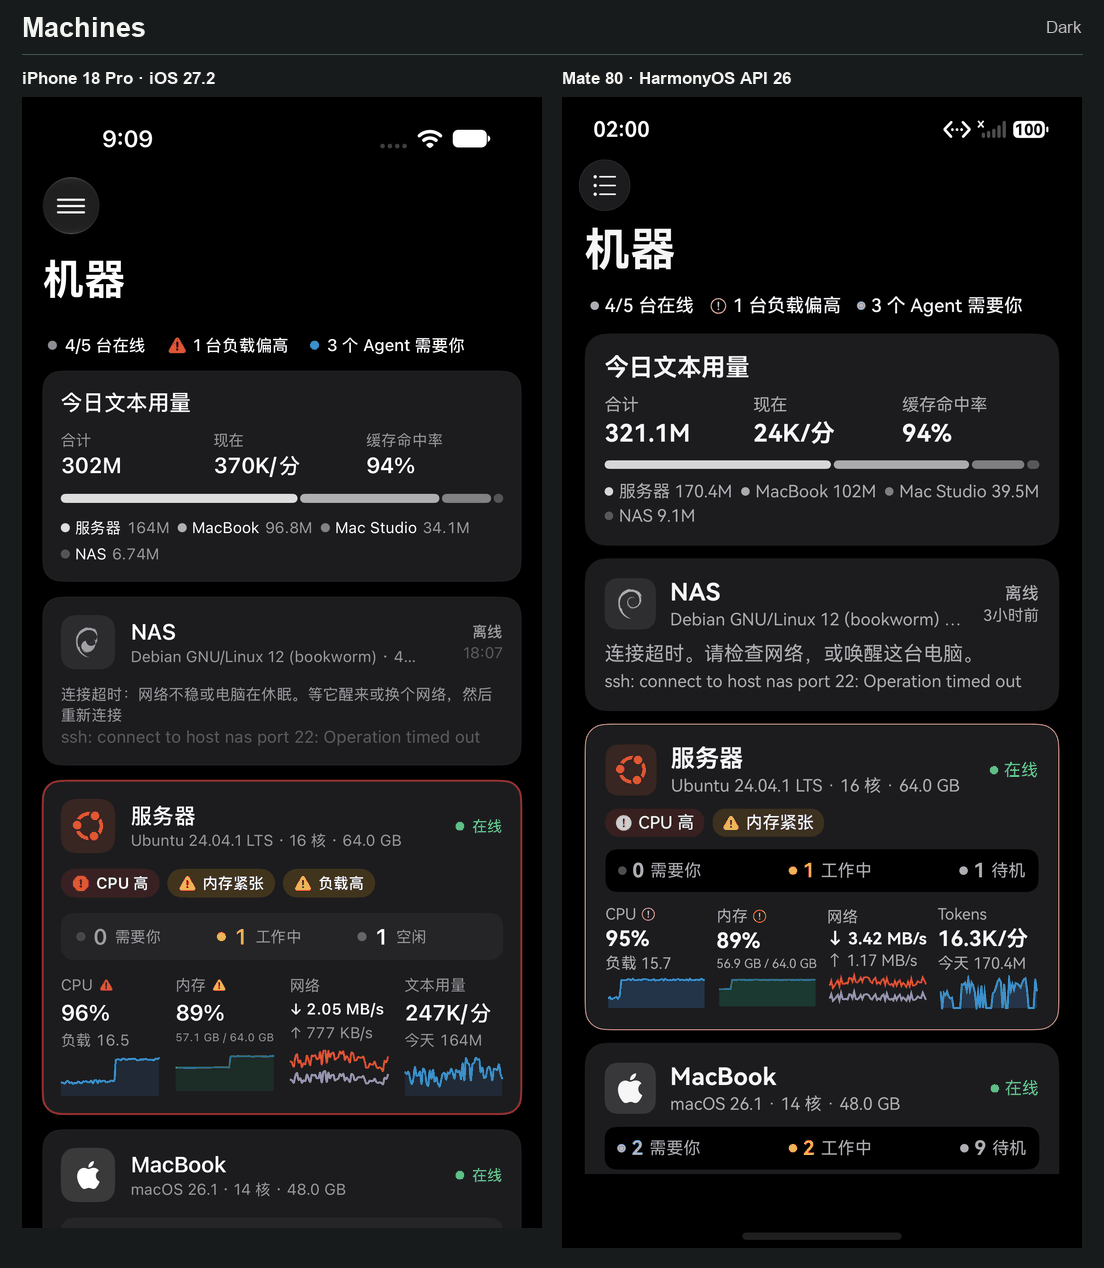 Machines
Dark
iPhone 18 Pro · iOS 27.2
9:09
机器
4/5 台在线 1 台负载偏高 3 个 Agent 需要你
今日文本用量
合计 现在 缓存命中率
302M 370K/分 94%
服务器 164M MacBook 96.8M Mac Studio 34.1M
NAS 6.74M
NAS 离线
Debian GNU/Linux 12 (bookworm) · 4... 18:07
连接超时：网络不稳或电脑在休眠。等它醒来或换个网络，然后
重新连接
ssh: connect to host nas port 22: Operation timed out
服务器
Ubuntu 24.04.1 LTS · 16 核 · 64.0 GB
在线
CPU 高 内存紧张 负载高
0 需要你 1 工作中 1 空闲
CPU 内存 网络 文本用量
96% 89% ↓ 2.05 MB/s 247K/分
负载 16.5 57.1 GB / 64.0 GB ↑ 777 KB/s 今天 164M
MacBook
macOS 26.1 · 14 核 · 48.0 GB
在线
Mate 80 · HarmonyOS API 26
02:00 100
机器
4/5 台在线 1 台负载偏高 3 个 Agent 需要你
今日文本用量
合计 现在 缓存命中率
321.1M 24K/分 94%
服务器 170.4M MacBook 102M Mac Studio 39.5M
NAS 9.1M
NAS 离线
Debian GNU/Linux 12 (bookworm) ... 3小时前
连接超时。请检查网络，或唤醒这台电脑。
ssh: connect to host nas port 22: Operation timed out
服务器
Ubuntu 24.04.1 LTS · 16 核 · 64.0 GB
在线
CPU 高 内存紧张
0 需要你 1 工作中 1 待机
CPU 内存 网络 Tokens
95% 89% ↓ 3.42 MB/s 16.3K/分
负载 15.7 56.9 GB / 64.0 GB ↑ 1.17 MB/s 今天 170.4M
MacBook
macOS 26.1 · 14 核 · 48.0 GB
在线
2 需要你 2 工作中 9 待机